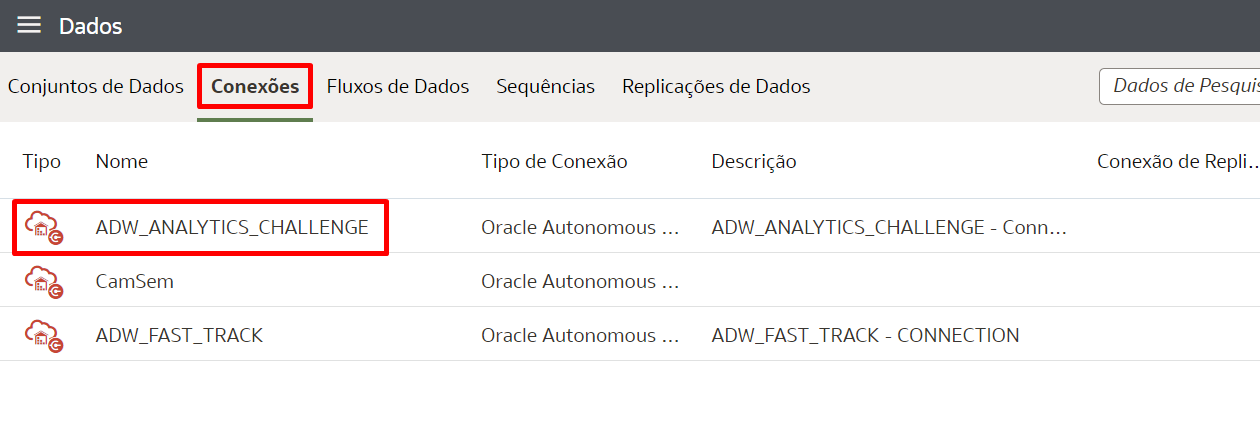 Dados
Conjuntos de Dados Conexões Fluxos de Dados Sequências Replicações de Dados Dados de Pesquis
Tipo Nome Tipo de Conexão Descrição Conexão de Repli...
ADW_ANALYTICS_CHALLENGE Oracle Autonomous ... ADW_ANALYTICS_CHALLENGE - Conn...
CamSem Oracle Autonomous ...
ADW_FAST_TRACK Oracle Autonomous ... ADW_FAST_TRACK - CONNECTION